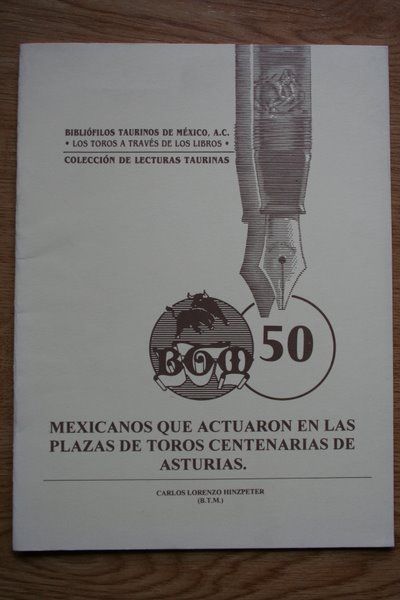 BIBLIÓFILOS TAURINOS DE MÉXICO, A.C.
• LOS TOROS A TRAVÉS DE LOS LIBROS •
COLECCIÓN DE LECTURAS TAURINAS
BTM
50
MEXICANOS QUE ACTUARON EN LAS
PLAZAS DE TOROS CENTENARIAS DE
ASTURIAS.
CARLOS LORENZO HINZPETER
(B.T.M.)